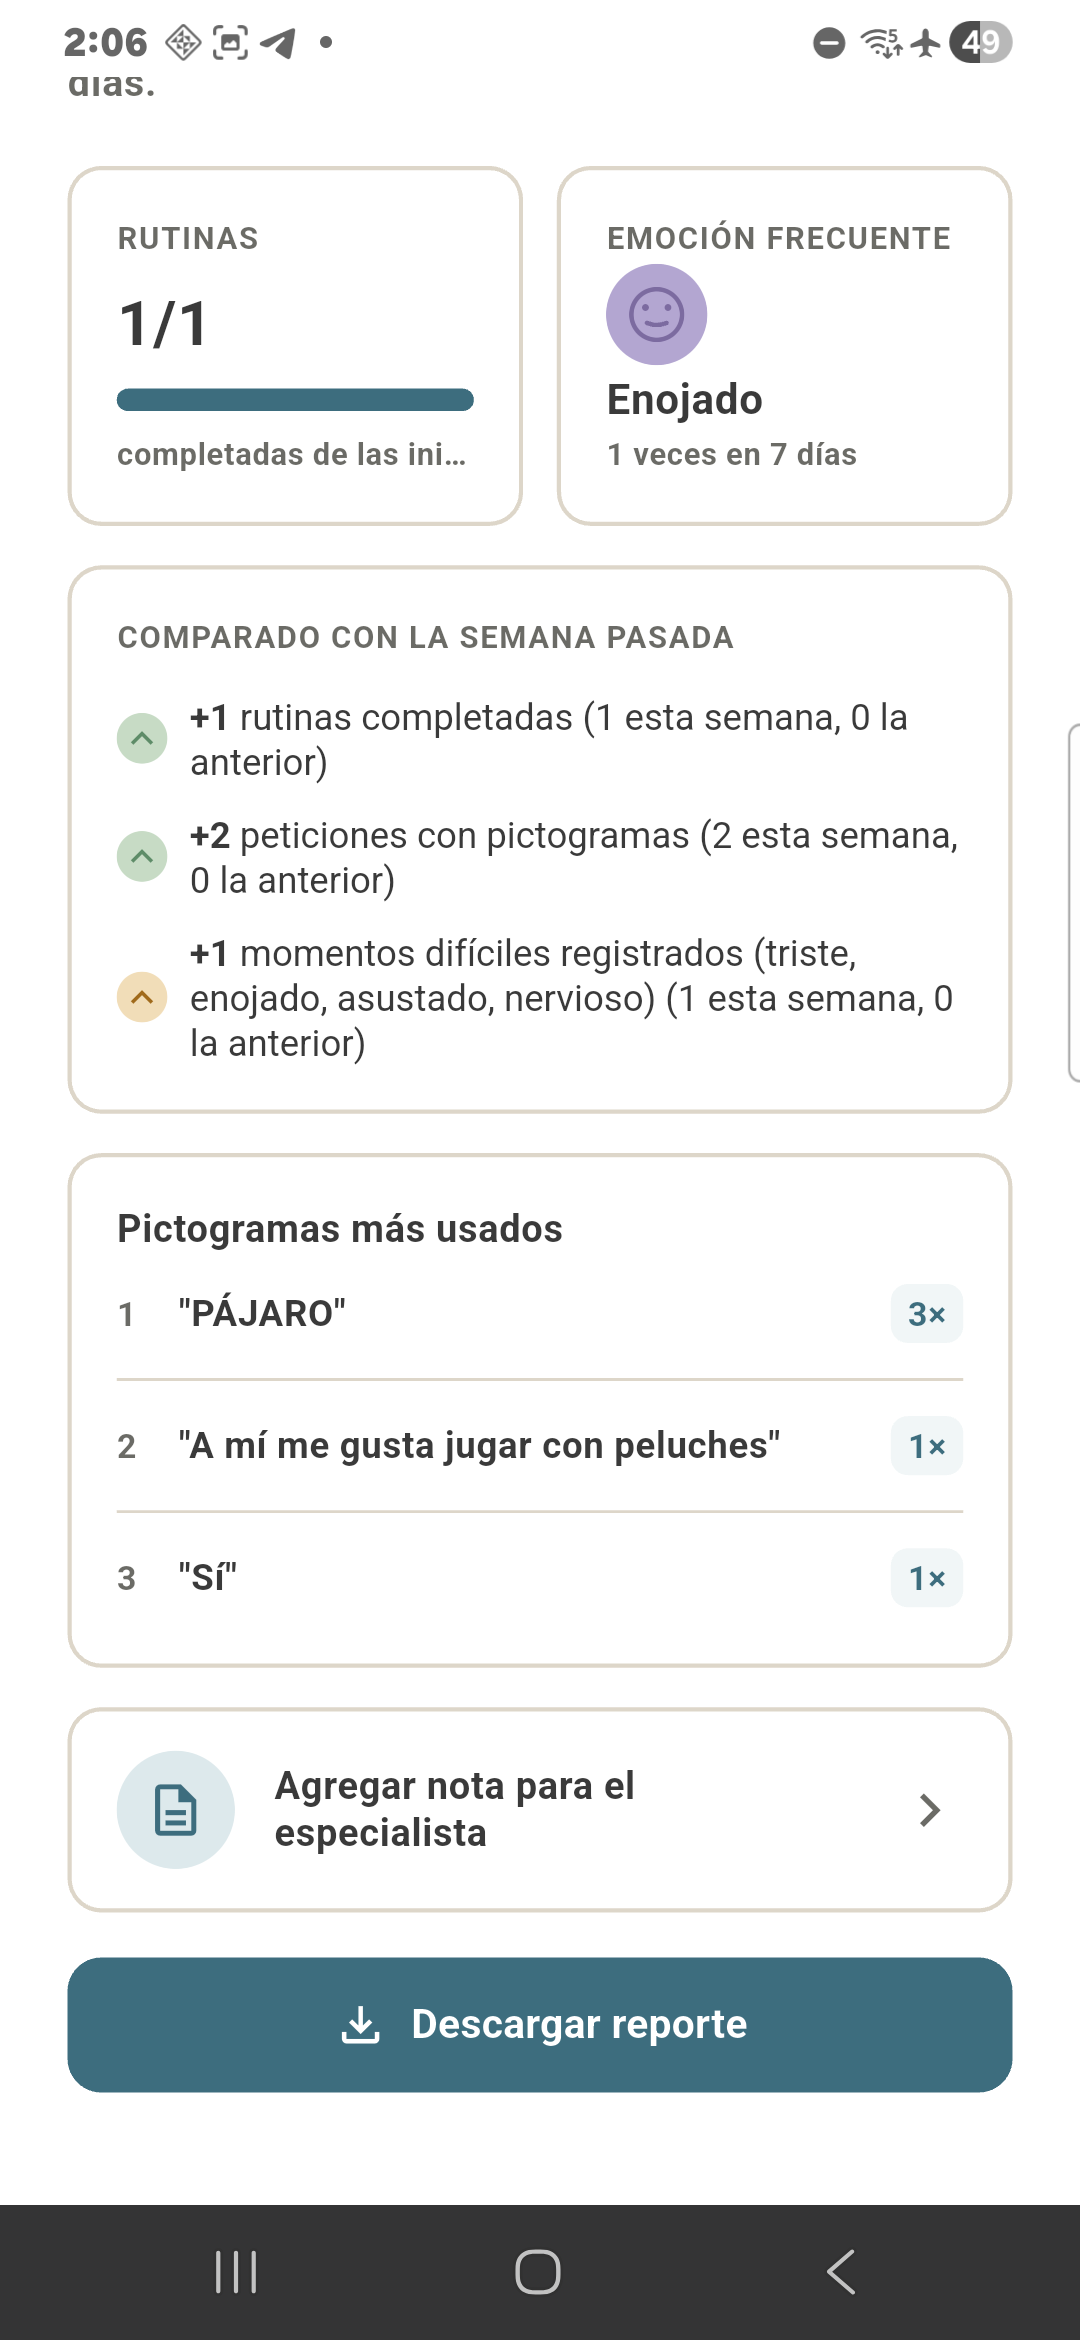 2:06
5
49
días.
RUTINAS
1/1
completadas de las ini...
EMOCIÓN FRECUENTE
Enojado
1 veces en 7 días
COMPARADO CON LA SEMANA PASADA
+1 rutinas completadas (1 esta semana, 0 la
anterior)
+2 peticiones con pictogramas (2 esta semana,
0 la anterior)
+1 momentos difíciles registrados (triste,
enojado, asustado, nervioso) (1 esta semana, 0
la anterior)
Pictogramas más usados
1 "PÁJARO" 3×
2 "A mí me gusta jugar con peluches" 1×
3 "Sí" 1×
Agregar nota para el
especialista
Descargar reporte